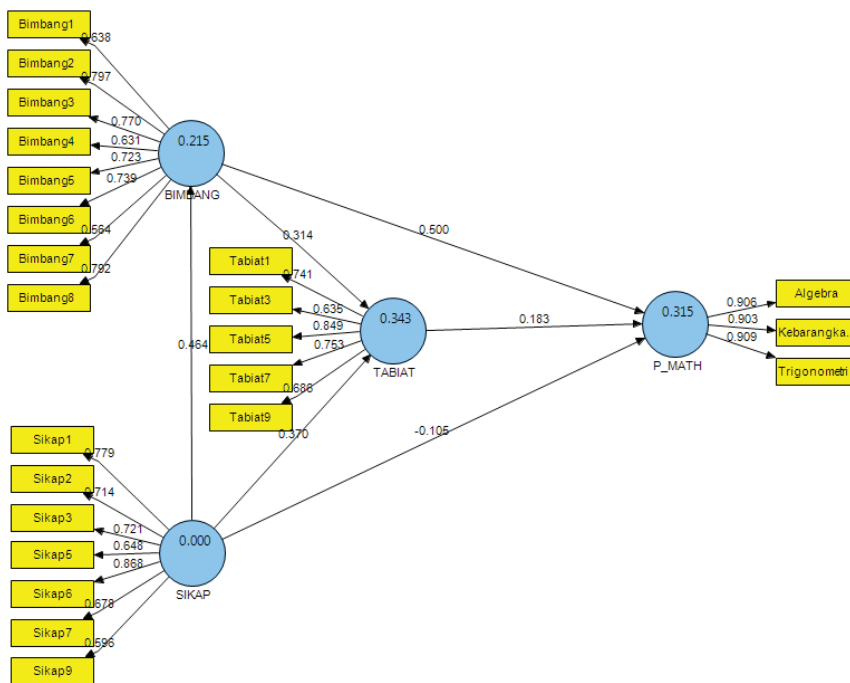 Bimbang1
0.638
Bimbang2
0.797
Bimbang3
0.770
Bimbang4
0.631
0.723
Bimbang5
0.739
Bimbang6
0.564
Bimbang7
0.792
Bimbang8
0.215
BIMBANG
0.314
0.500
0.464
Tabiat1
0.741
Tabiat3
0.635
Tabiat5
0.849
0.753
Tabiat7
0.686
Tabiat9
0.370
0.343
TABIAT
0.183
0.315
P_MATH
0.906
Algebra
0.903
Kebarangka..
0.909
Trigonometri
-0.105
Sikap1
0.779
Sikap2
0.714
Sikap3
0.721
0.648
Sikap5
0.868
Sikap6
0.678
Sikap7
0.596
Sikap9
0.000
SIKAP